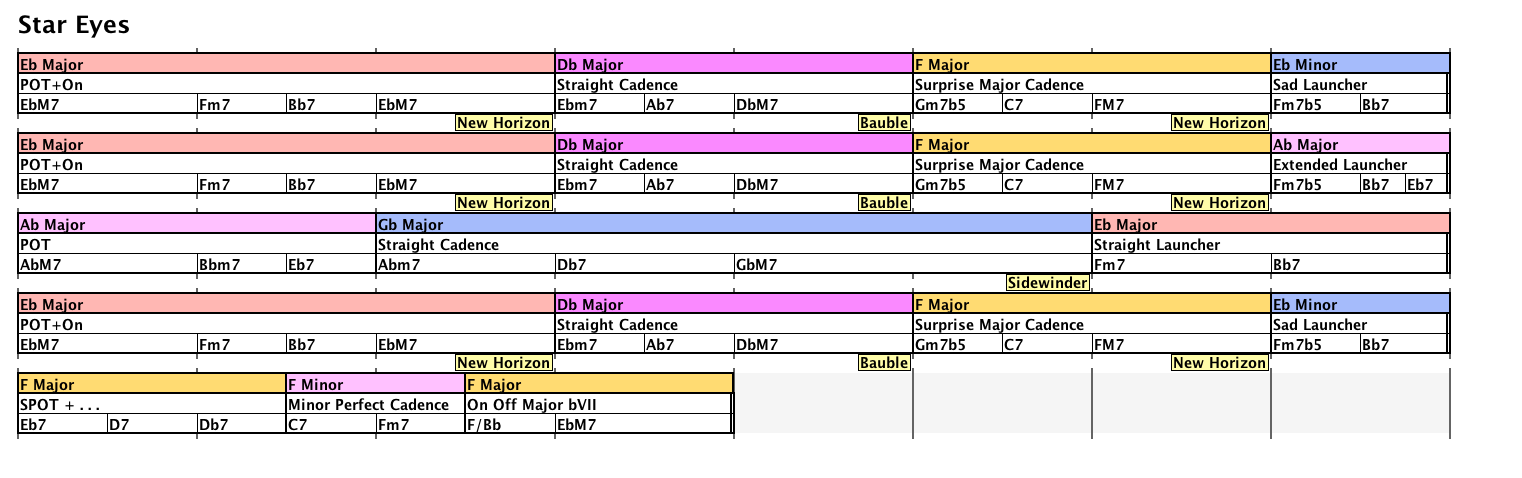 Star Eyes
Eb Major Db Major F Major Eb Minor
POT+On Straight Cadence Surprise Major Cadence Sad Launcher
EbM7 Fm7 Bb7 EbM7 Ebm7 Ab7 DbM7 Gm7b5 C7 FM7 Fm7b5 Bb7
New Horizon Bauble New Horizon
Eb Major Db Major F Major Ab Major
POT+On Straight Cadence Surprise Major Cadence Extended Launcher
EbM7 Fm7 Bb7 EbM7 Ebm7 Ab7 DbM7 Gm7b5 C7 FM7 Fm7b5 Bb7 Eb7
New Horizon Bauble New Horizon
Ab Major Gb Major Eb Major
POT Straight Cadence Straight Launcher
AbM7 Bbm7 Eb7 Abm7 Db7 GbM7 Fm7 Bb7
Sidewinder
Eb Major Db Major F Major Eb Minor
POT+On Straight Cadence Surprise Major Cadence Sad Launcher
EbM7 Fm7 Bb7 EbM7 Ebm7 Ab7 DbM7 Gm7b5 C7 FM7 Fm7b5 Bb7
New Horizon Bauble New Horizon
F Major F Minor F Major
SPOT + . . . Minor Perfect Cadence On Off Major bVII
Eb7 D7 Db7 C7 Fm7 F/Bb EbM7